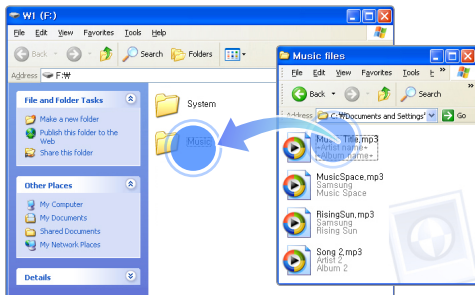 W1 (F:)
File Edit View Favorites Tools Help
Back Search Folders
Address F:₩
File and Folder Tasks
Make a new folder
Publish this folder to the
Web
Share this folder
Other Places
My Computer
My Documents
Shared Documents
My Network Places
Details
System
Music
Music files
File Edit View Favorites Tools
Back Search
Address C:₩Documents and Settings Go
Music Title.mp3
+Artist name+
+Album name+
MusicSpace.mp3
Samsung
Music Space
RisingSun.mp3
Samsung
Rising Sun
Song 2.mp3
Artist 2
Album 2